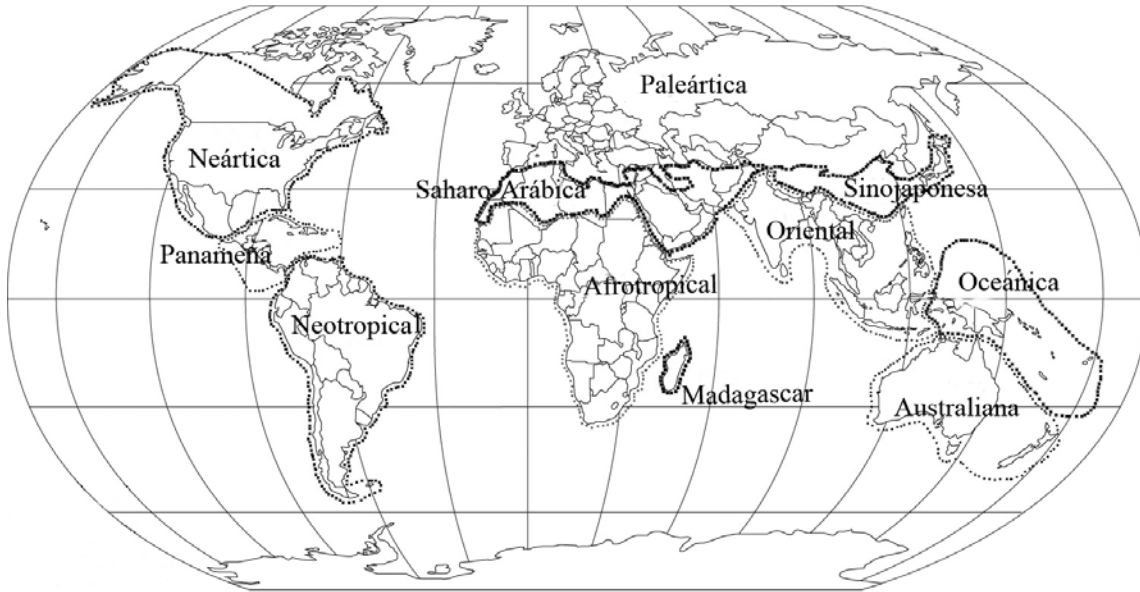 Paleártica
Neártica
Saharo-Arábica
Sinojaponesa
Panameña
Oriental
Afrotropical
Oceánica
Neotropical
Madagascar
Australiana